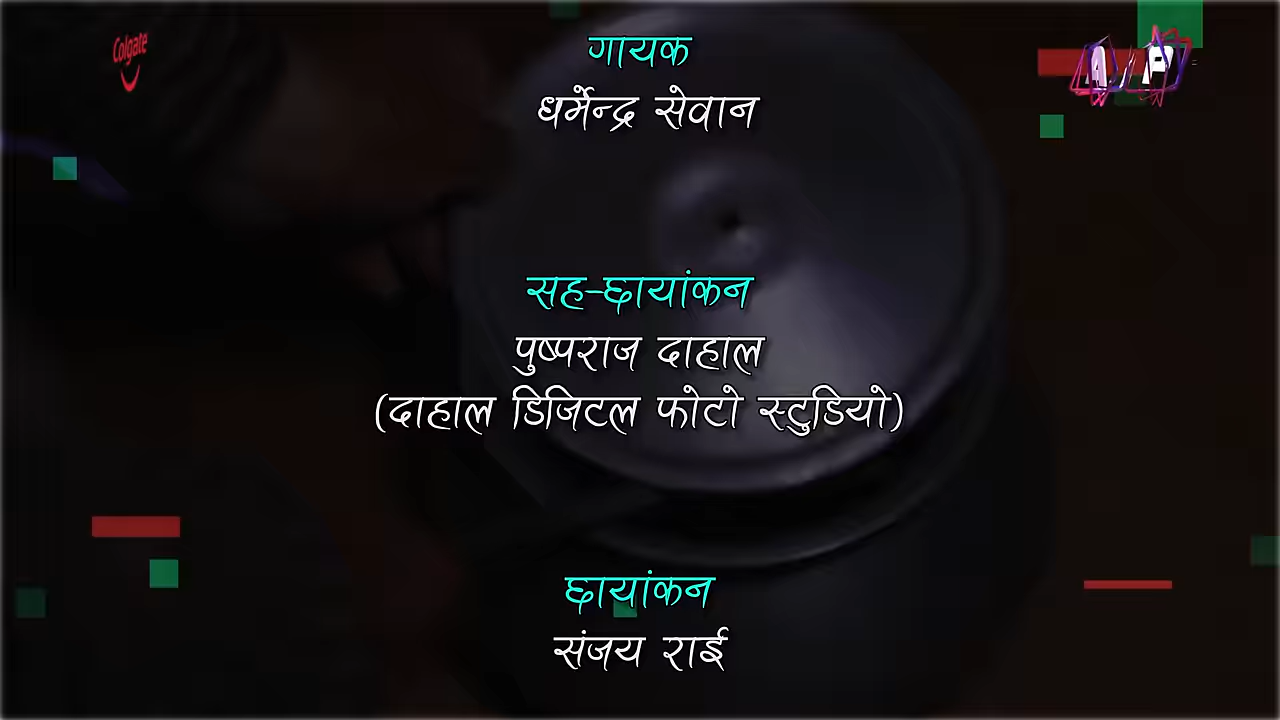 गायक
Colgate
धर्मेन्द्र सेवान
सह-छायांकन
पुष्पराज दाहाल
(दाहाल डिजिटल फोटो स्टुडियो)
छायांकन
संजय राई